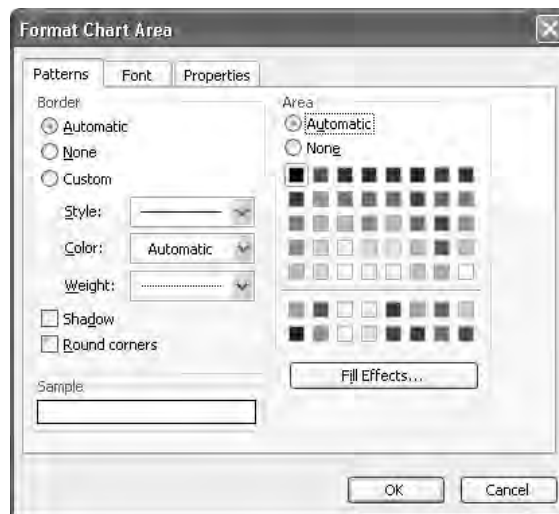 Format Chart Area
Patterns Font Properties
Border
Automatic
None
Custom
Style:
Color: Automatic
Weight:
Shadow
Round corners
Sample
Area
Automatic
None
Fill Effects...
OK Cancel